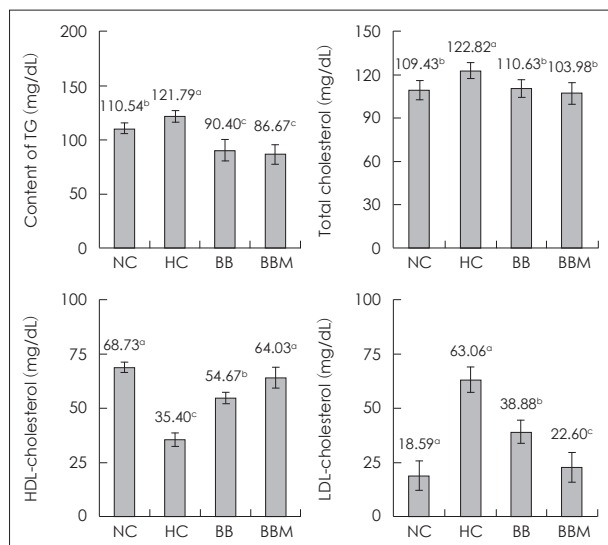 Content of TG (mg/dL)
200
150
100
50
0
110.54ᵇ
121.79ᵃ
90.40ᶜ
86.67ᶜ
NC HC BB BBM
Total cholesterol (mg/dL)
150
120
90
60
30
0
109.43ᵇ
122.82ᵃ
110.63ᵇ
103.98ᵇ
NC HC BB BBM
HDL-cholesterol (mg/dL)
100
75
50
25
0
68.73ᵃ
35.40ᶜ
54.67ᵇ
64.03ᵃ
NC HC BB BBM
LDL-cholesterol (mg/dL)
100
75
50
25
0
18.59ᵃ
63.06ᵃ
38.88ᵇ
22.60ᶜ
NC HC BB BBM